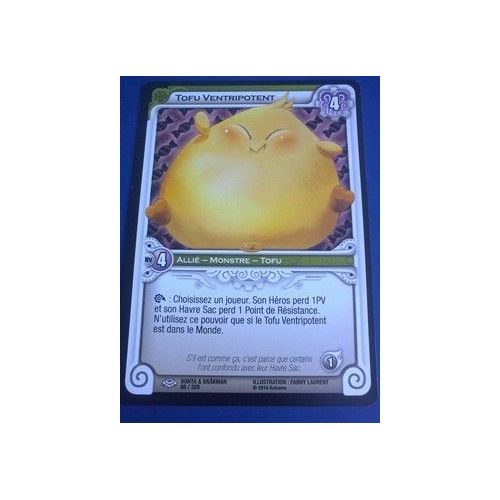 Tofu Ventripotent
4
Nv 4
Allié – Monstre – Tofu
: Choisissez un joueur. Son Héros perd 1PV
et son Havre Sac perd 1 Point de Résistance.
N'utilisez ce pouvoir que si le Tofu Ventripotent
est dans le Monde.
S'il est comme ça, c'est parce que certains
l'ont confondu avec leur Havre Sac
1
BONTA & BRÂKMAR
ILLUSTRATION : FANNY LAURENT
/ 320
© 2010 Ankama